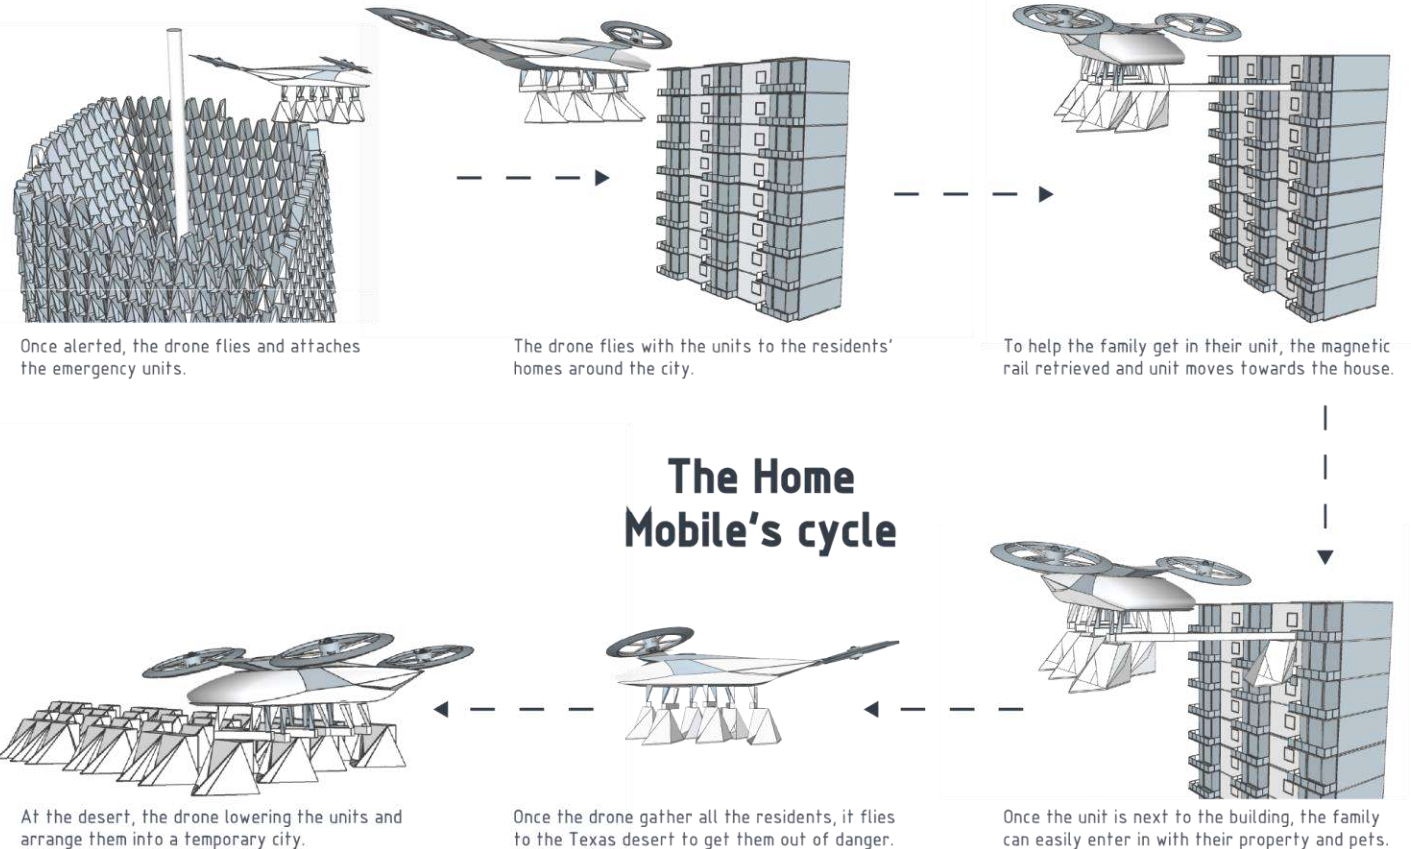 Once alerted, the drone flies and attaches
the emergency units.
The drone flies with the units to the residents'
homes around the city.
To help the family get in their unit, the magnetic
rail retrieved and unit moves towards the house.
The Home
Mobile's cycle
Once the unit is next to the building, the family
can easily enter in with their property and pets.
Once the drone gather all the residents, it flies
to the Texas desert to get them out of danger.
At the desert, the drone lowering the units and
arrange them into a temporary city.